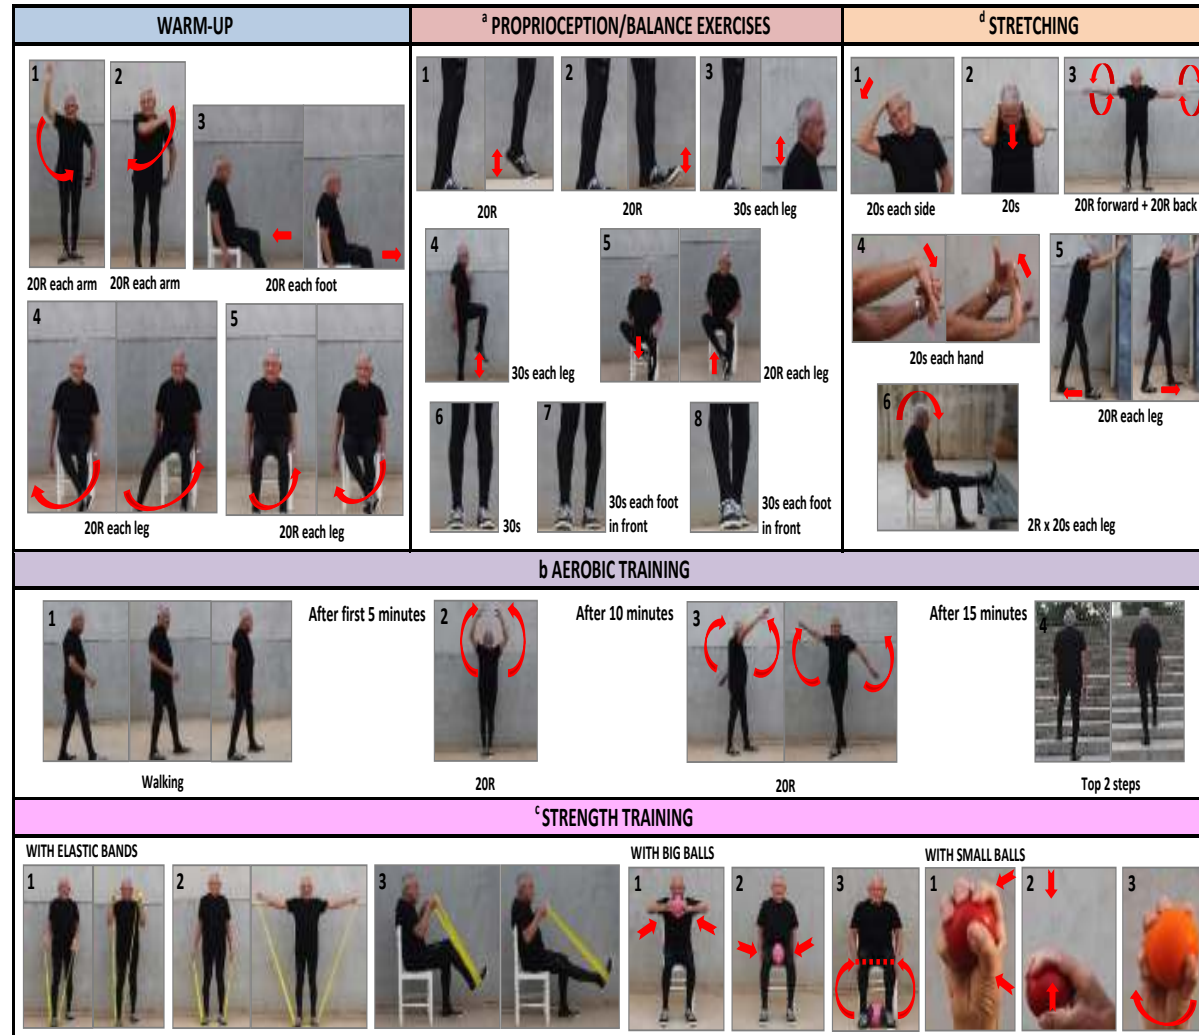 WARM-UP
1
2
3
20R each arm
20R each arm
20R each foot
4
5
20R each leg
20R each leg
a PROPRIOCEPTION/BALANCE EXERCISES
1
2
3
20R
20R
30s each leg
4
5
30s each leg
20R each leg
6
7
8
30s
30s each foot
in front
30s each foot
in front
d STRETCHING
1
2
3
20s each side
20s
20R forward + 20R back
4
5
20s each hand
20R each leg
6
2R x 20s each leg
b AEROBIC TRAINING
1
After first 5 minutes
2
After 10 minutes
3
After 15 minutes
4
Walking
20R
20R
Top 2 steps
c STRENGTH TRAINING
WITH ELASTIC BANDS
1
2
3
WITH BIG BALLS
1
2
3
WITH SMALL BALLS
1
2
3